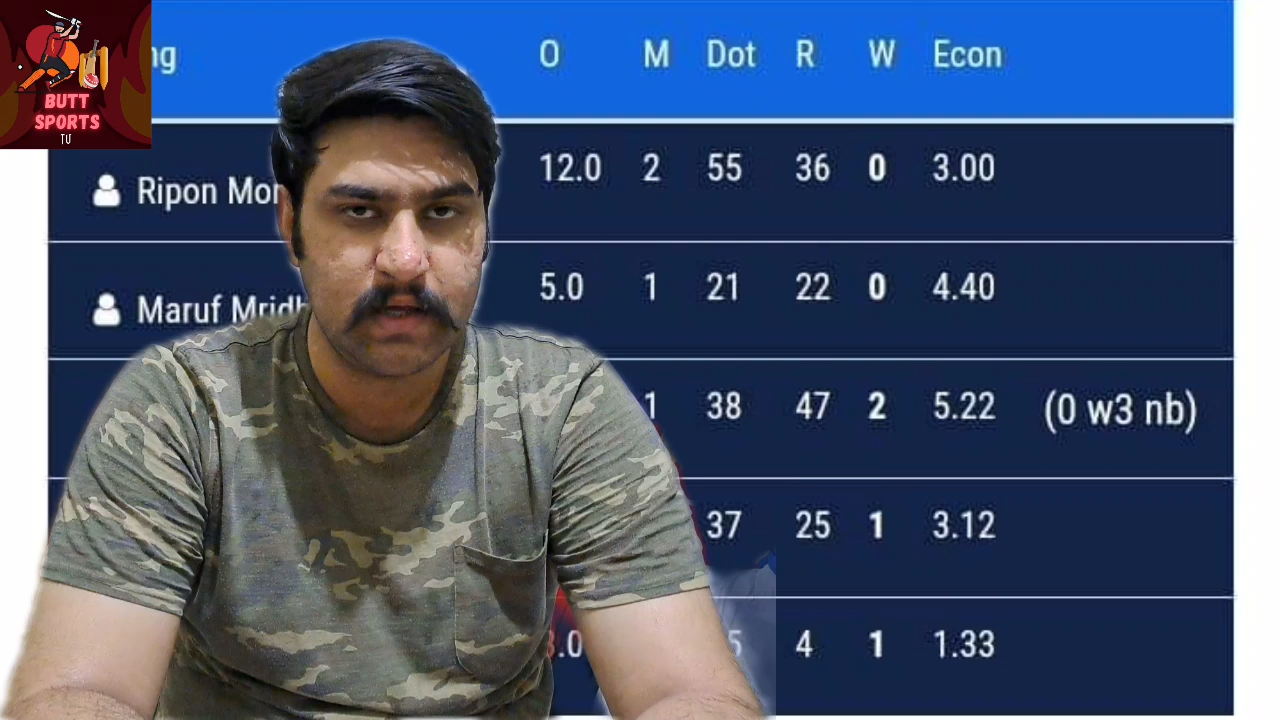 BUTT
SPORTS
TV
O M Dot R W Econ
Ripon 12.0 2 55 36 0 3.00
Maruf 5.0 1 21 22 0 4.40
1 38 47 2 5.22 (0 w3 nb)
37 25 1 3.12
4 1 1.33